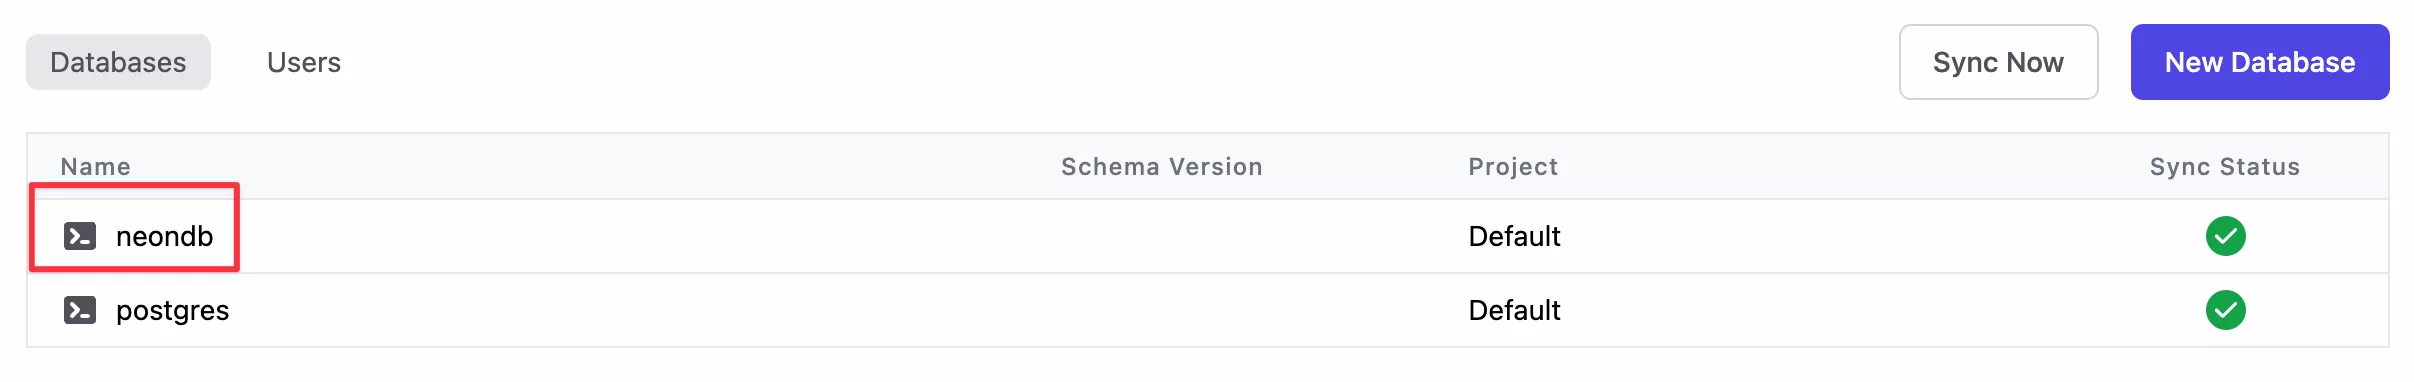 Databases Users Sync Now New Database
Name Schema Version Project Sync Status
neondb Default
postgres Default